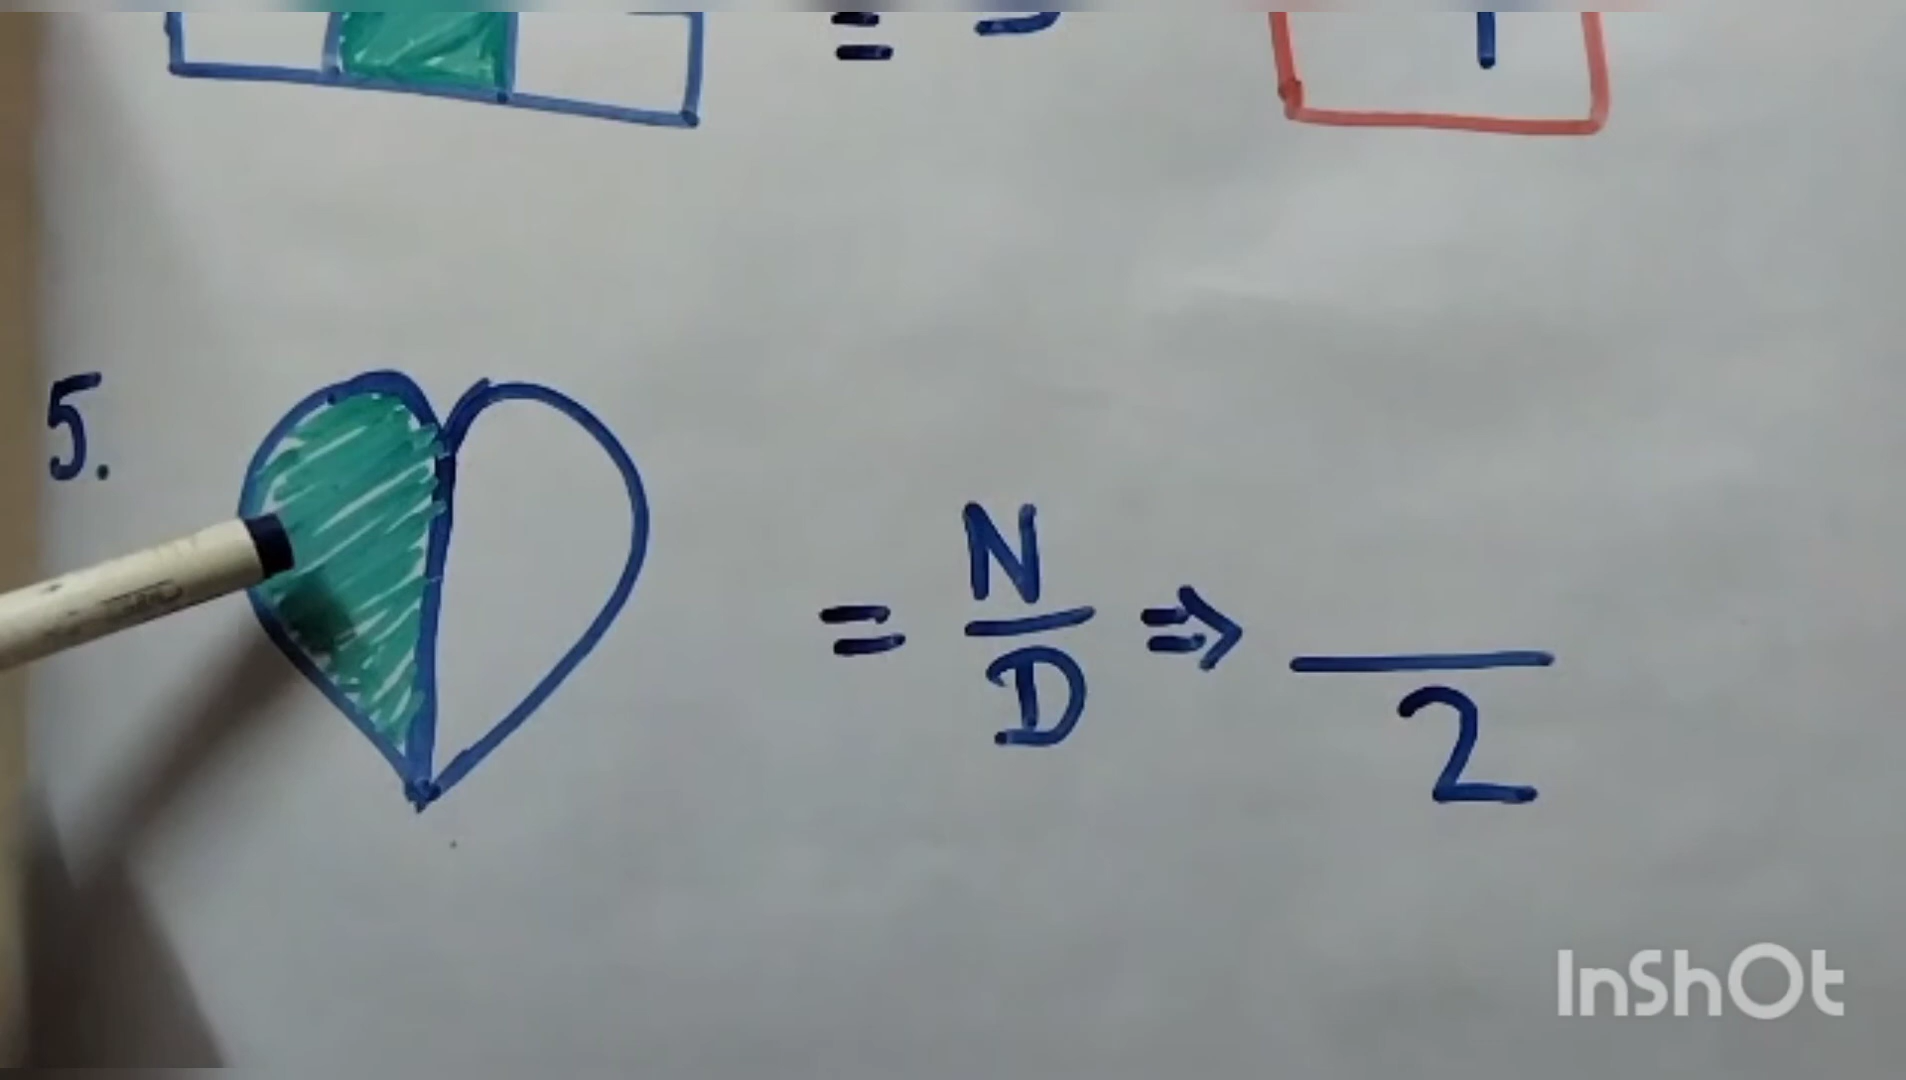 5.
= N/D ⇒ /2
InShOt